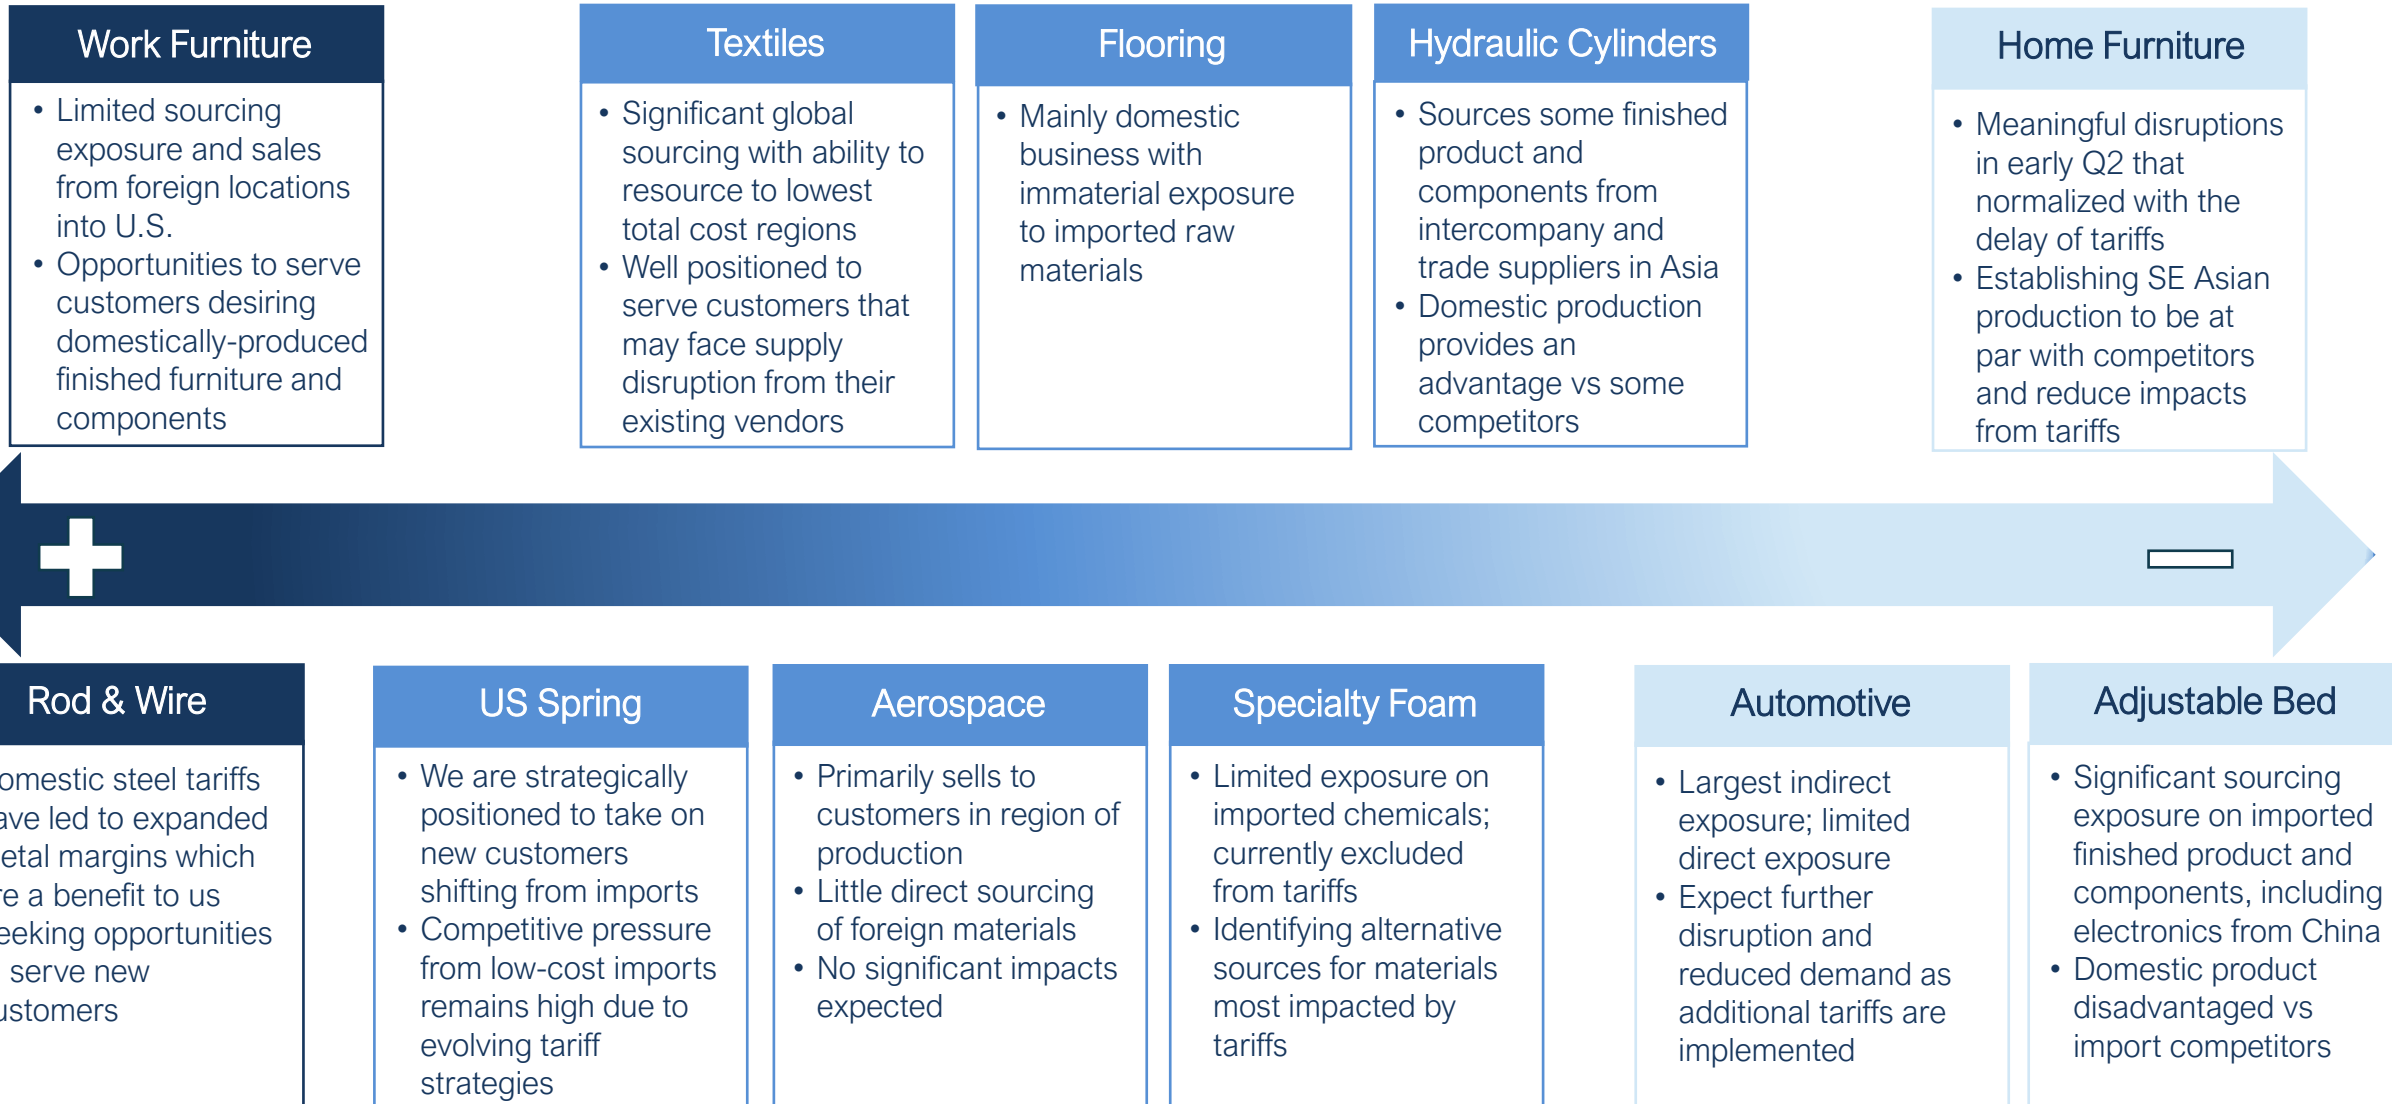 Work Furniture
• Limited sourcing
exposure and sales
from foreign locations
into U.S.
• Opportunities to serve
customers desiring
domestically-produced
finished furniture and
components
Textiles
• Significant global
sourcing with ability to
resource to lowest
total cost regions
• Well positioned to
serve customers that
may face supply
disruption from their
existing vendors
Flooring
• Mainly domestic
business with
immaterial exposure
to imported raw
materials
Hydraulic Cylinders
• Sources some finished
product and
components from
intercompany and
trade suppliers in Asia
• Domestic production
provides an
advantage vs some
competitors
Home Furniture
• Meaningful disruptions
in early Q2 that
normalized with the
delay of tariffs
• Establishing SE Asian
production to be at
par with competitors
and reduce impacts
from tariffs
Rod & Wire
steel tariffs
led to expanded
margins which
a benefit to us
opportunities
serve new
US Spring
• We are strategically
positioned to take on
new customers
shifting from imports
• Competitive pressure
from low-cost imports
remains high due to
evolving tariff
strategies
Aerospace
• Primarily sells to
customers in region of
production
• Little direct sourcing
of foreign materials
• No significant impacts
expected
Specialty Foam
• Limited exposure on
imported chemicals;
currently excluded
from tariffs
• Identifying alternative
sources for materials
most impacted by
tariffs
Automotive
• Largest indirect
exposure; limited
direct exposure
• Expect further
disruption and
reduced demand as
additional tariffs are
implemented
Adjustable Bed
• Significant sourcing
exposure on imported
finished product and
components, including
electronics from China
• Domestic product
disadvantaged vs
import competitors